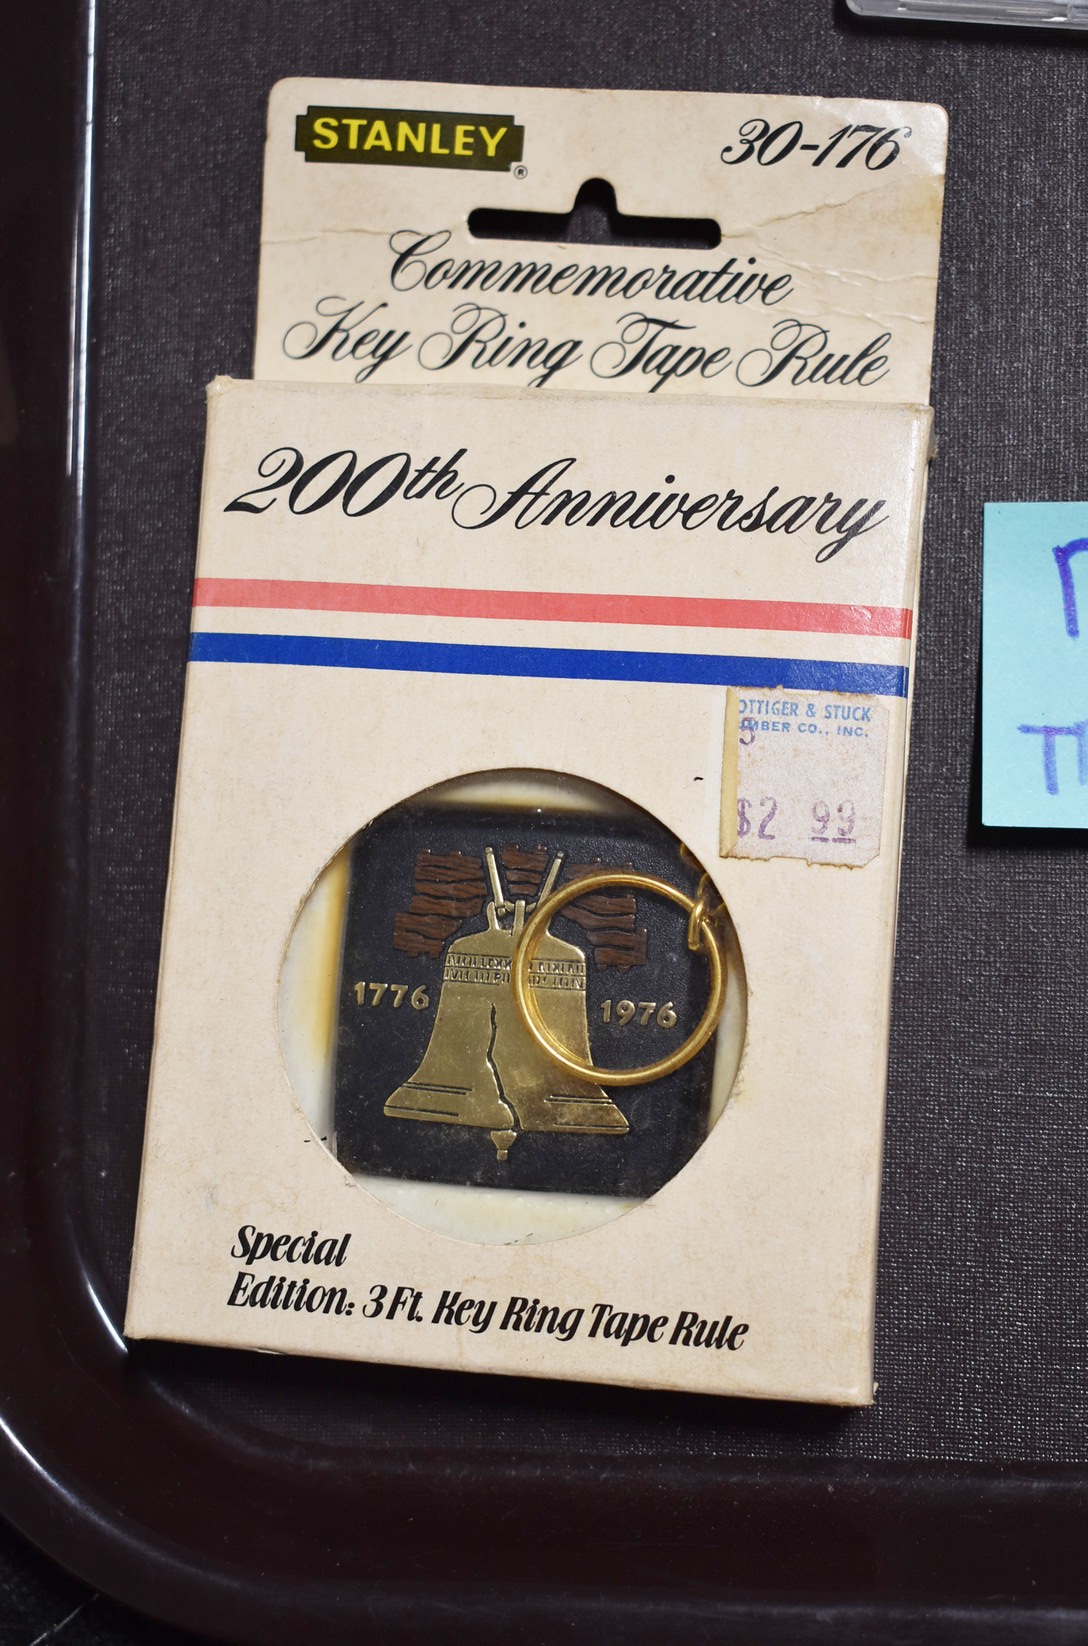 STANLEY ®
30-176
Commemorative
Key Ring Tape Rule
200th Anniversary
OTTIGER & STUCK
MBER CO., INC.
5
$2 99
1776
1976
Special
Edition: 3 Ft. Key Ring Tape Rule